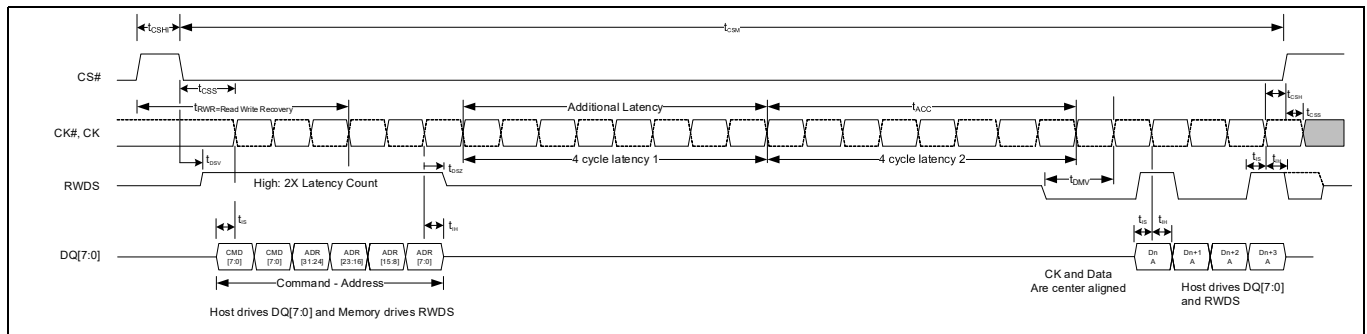 tCSHI
tCSM
CS#
tCSS
tRWR=Read Write Recovery
Additional Latency
tACC
tCSH
tCSS
CK#, CK
4 cycle latency 1
4 cycle latency 2
tDSV
tDSZ
tIS
tIH
High: 2X Latency Count
tDMV
RWDS
tIS
tIH
tIS
tIH
DQ[7:0]
CMD
[7:0]
CMD
[7:0]
ADR
[31:24]
ADR
[23:16]
ADR
[15:8]
ADR
[7:0]
Dn
A
Dn+1
A
Dn+2
A
Dn+3
A
Command - Address
CK and Data
Are center aligned
Host drives DQ[7:0]
and RWDS
Host drives DQ[7:0] and Memory drives RWDS